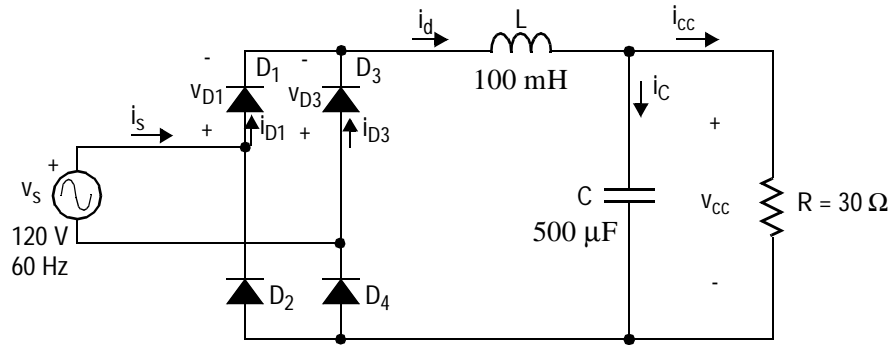 i_d
L
i_cc
100 mH
- D_1
- D_3
v_D1
v_D3
i_C
i_s
+ i_D1
+ i_D3
+
+
v_s
C
v_cc
R = 30 Ω
120 V
500 μF
60 Hz
D_2
D_4
-